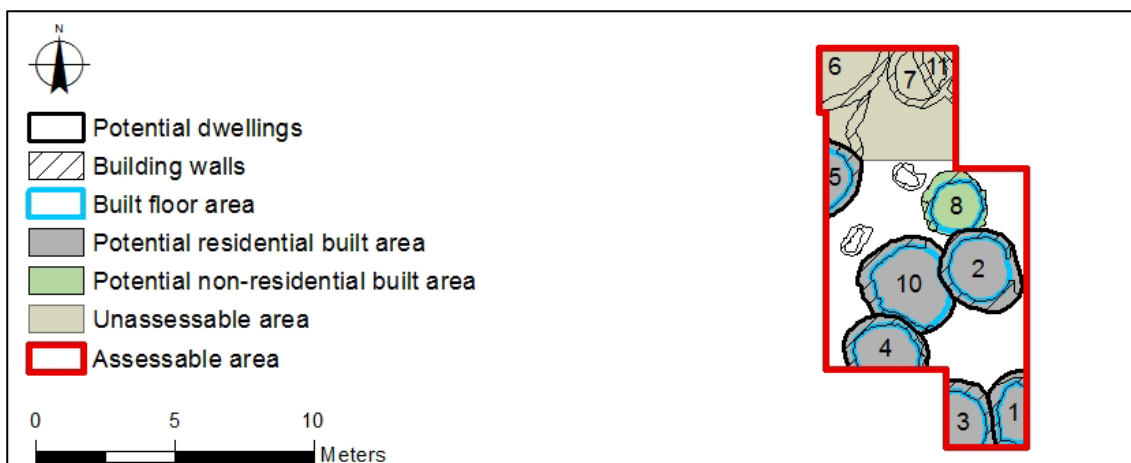 N
Potential dwellings
Building walls
Built floor area
Potential residential built area
Potential non-residential built area
Unassessable area
Assessable area
0 5 10
Meters
6
7
11
5
8
2
10
4
3
1